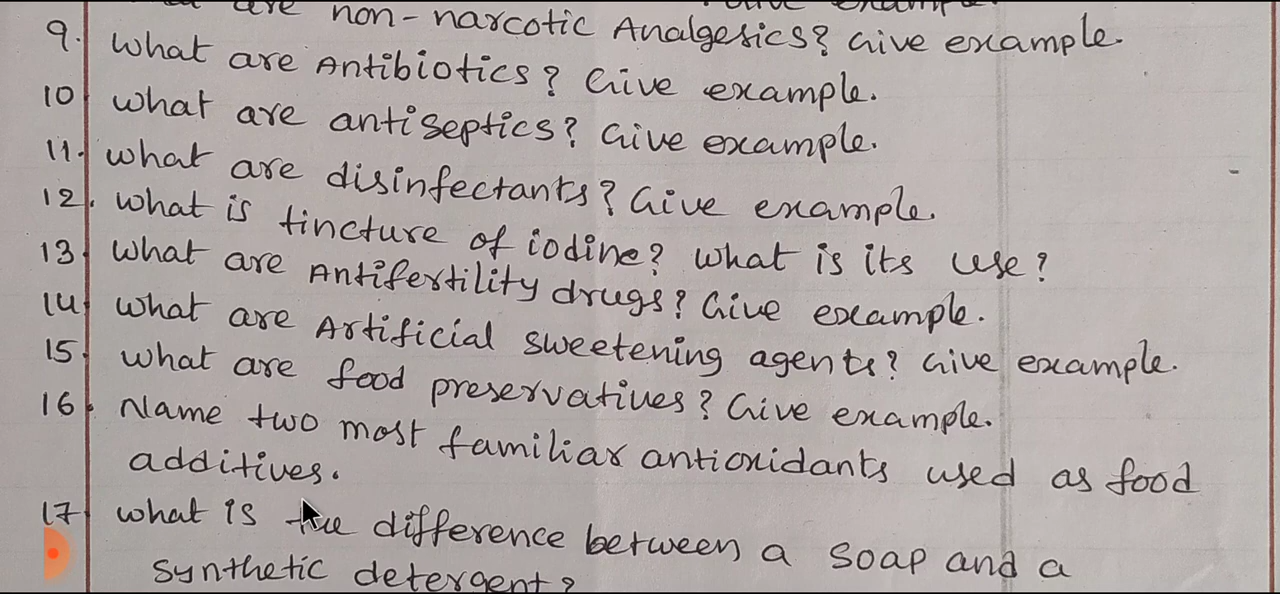 are non-narcotic Analgesics? Give example.
9. What are Antibiotics? Give example.
10 what are antiseptics? Give example.
11. what are disinfectants? Give example.
12. what is tincture of iodine? what is its use?
13 what are Antifertility drugs? Give example.
14 what are Artificial sweetening agents? Give example.
15 what are food preservatives? Give example.
16. Name two most familiar antioxidants used as food
additives.
17 what is the difference between a soap and a
synthetic detergent?